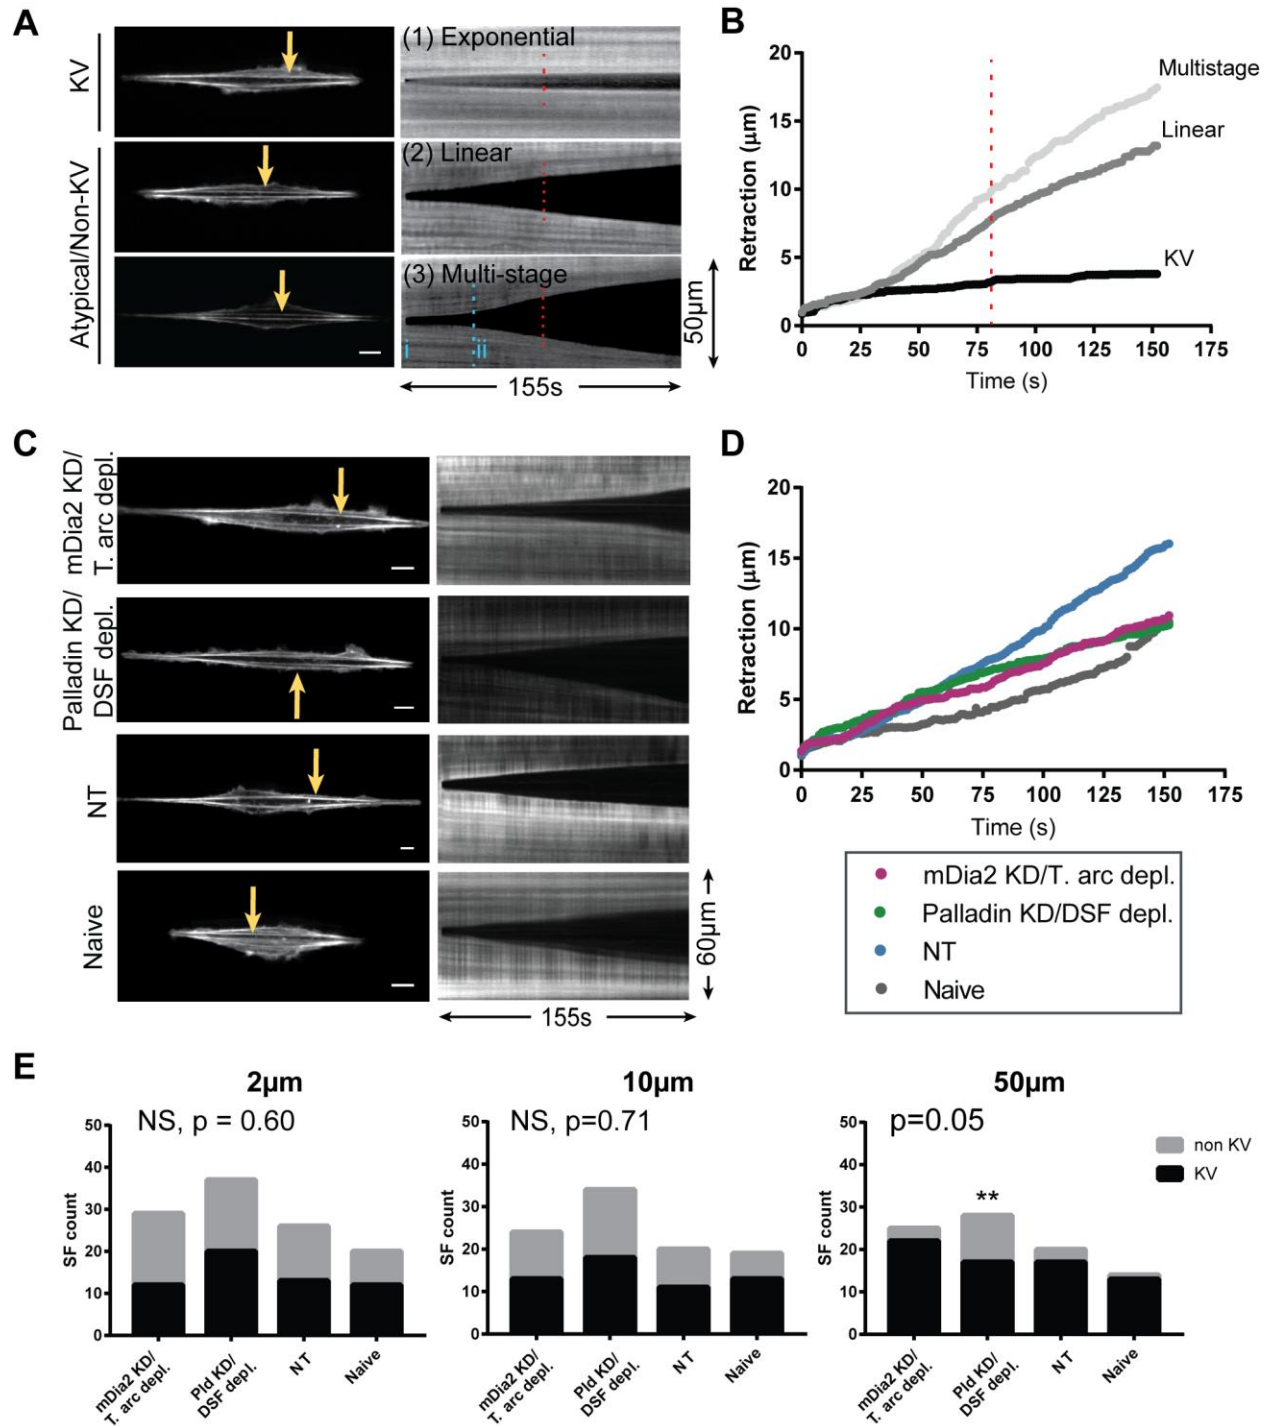 A
KV
Atypical/Non-KV
(1) Exponential
(2) Linear
(3) Multi-stage
i
ii
50μm
155s
B
Retraction (μm)
20
15
10
5
0
0 25 50 75 100 125 150 175
Time (s)
Multistage
Linear
KV
C
mDia2 KD/
T. arc depl.
Palladin KD/
DSF depl.
NT
Naive
60μm
155s
D
Retraction (μm)
20
15
10
5
0
0 25 50 75 100 125 150 175
Time (s)
mDia2 KD/T. arc depl.
Palladin KD/DSF depl.
NT
Naive
E
2μm
NS, p = 0.60
SF count
50
40
30
20
10
0
mDia2 KD/
T. arc depl.
Pld KD/
DSF depl.
NT
Naive
10μm
NS, p=0.71
SF count
50
40
30
20
10
0
mDia2 KD/
T. arc depl.
Pld KD/
DSF depl.
NT
Naive
50μm
p=0.05
**
SF count
50
40
30
20
10
0
mDia2 KD/
T. arc depl.
Pld KD/
DSF depl.
NT
Naive
non KV
KV